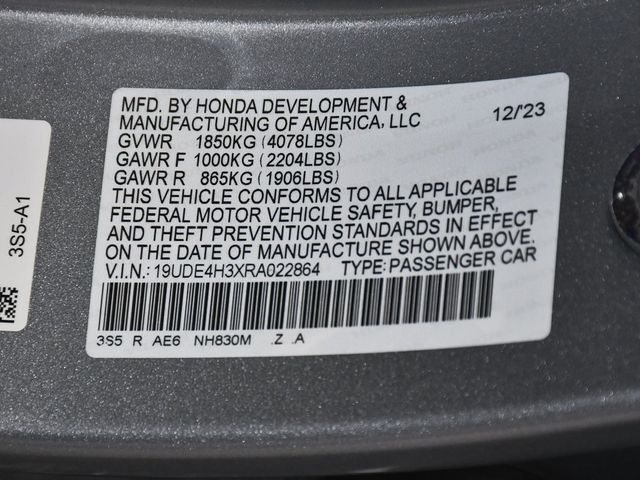 MFD. BY HONDA DEVELOPMENT &
MANUFACTURING OF AMERICA, LLC 12/'23
GVWR 1850KG (4078LBS)
GAWR F 1000KG (2204LBS)
GAWR R 865KG (1906LBS)
THIS VEHICLE CONFORMS TO ALL APPLICABLE
FEDERAL MOTOR VEHICLE SAFETY, BUMPER,
AND THEFT PREVENTION STANDARDS IN EFFECT
ON THE DATE OF MANUFACTURE SHOWN ABOVE.
V.I.N.: 19UDE4H3XRA022864 TYPE: PASSENGER CAR
3S5 R AE6 NH830M .Z .A
3S5-A1